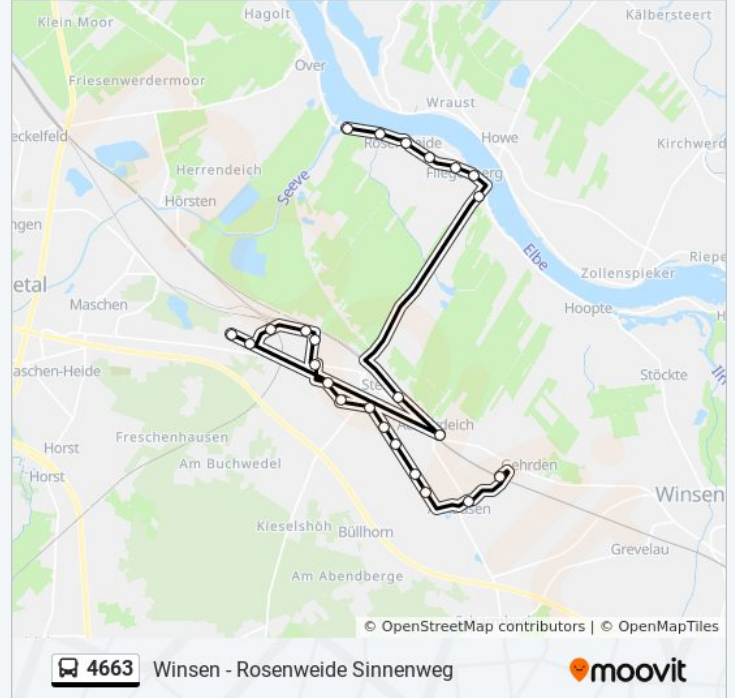 Hagolt
Kälbersteert
Klein Moor
Over
Friesenwerdermoor
Wraust
eckelfeld
Howe
Kirchwerd
Herrendeich
Seeve
Hörsten
ngen
Elbe
Riepe
Zollenspieker
etal
Maschen
Hoopte
aschen-Heide
Stöckte
Ste
Freschenhausen
Horst
Am Buchwedel
Gehrden
Horst
Winsen
Kieselshöh
Büllhorn
Grevelau
Am Abendberge
© OpenStreetMap contributors | © OpenMapTiles
4663 Winsen - Rosenweide Sinnenweg
moovit